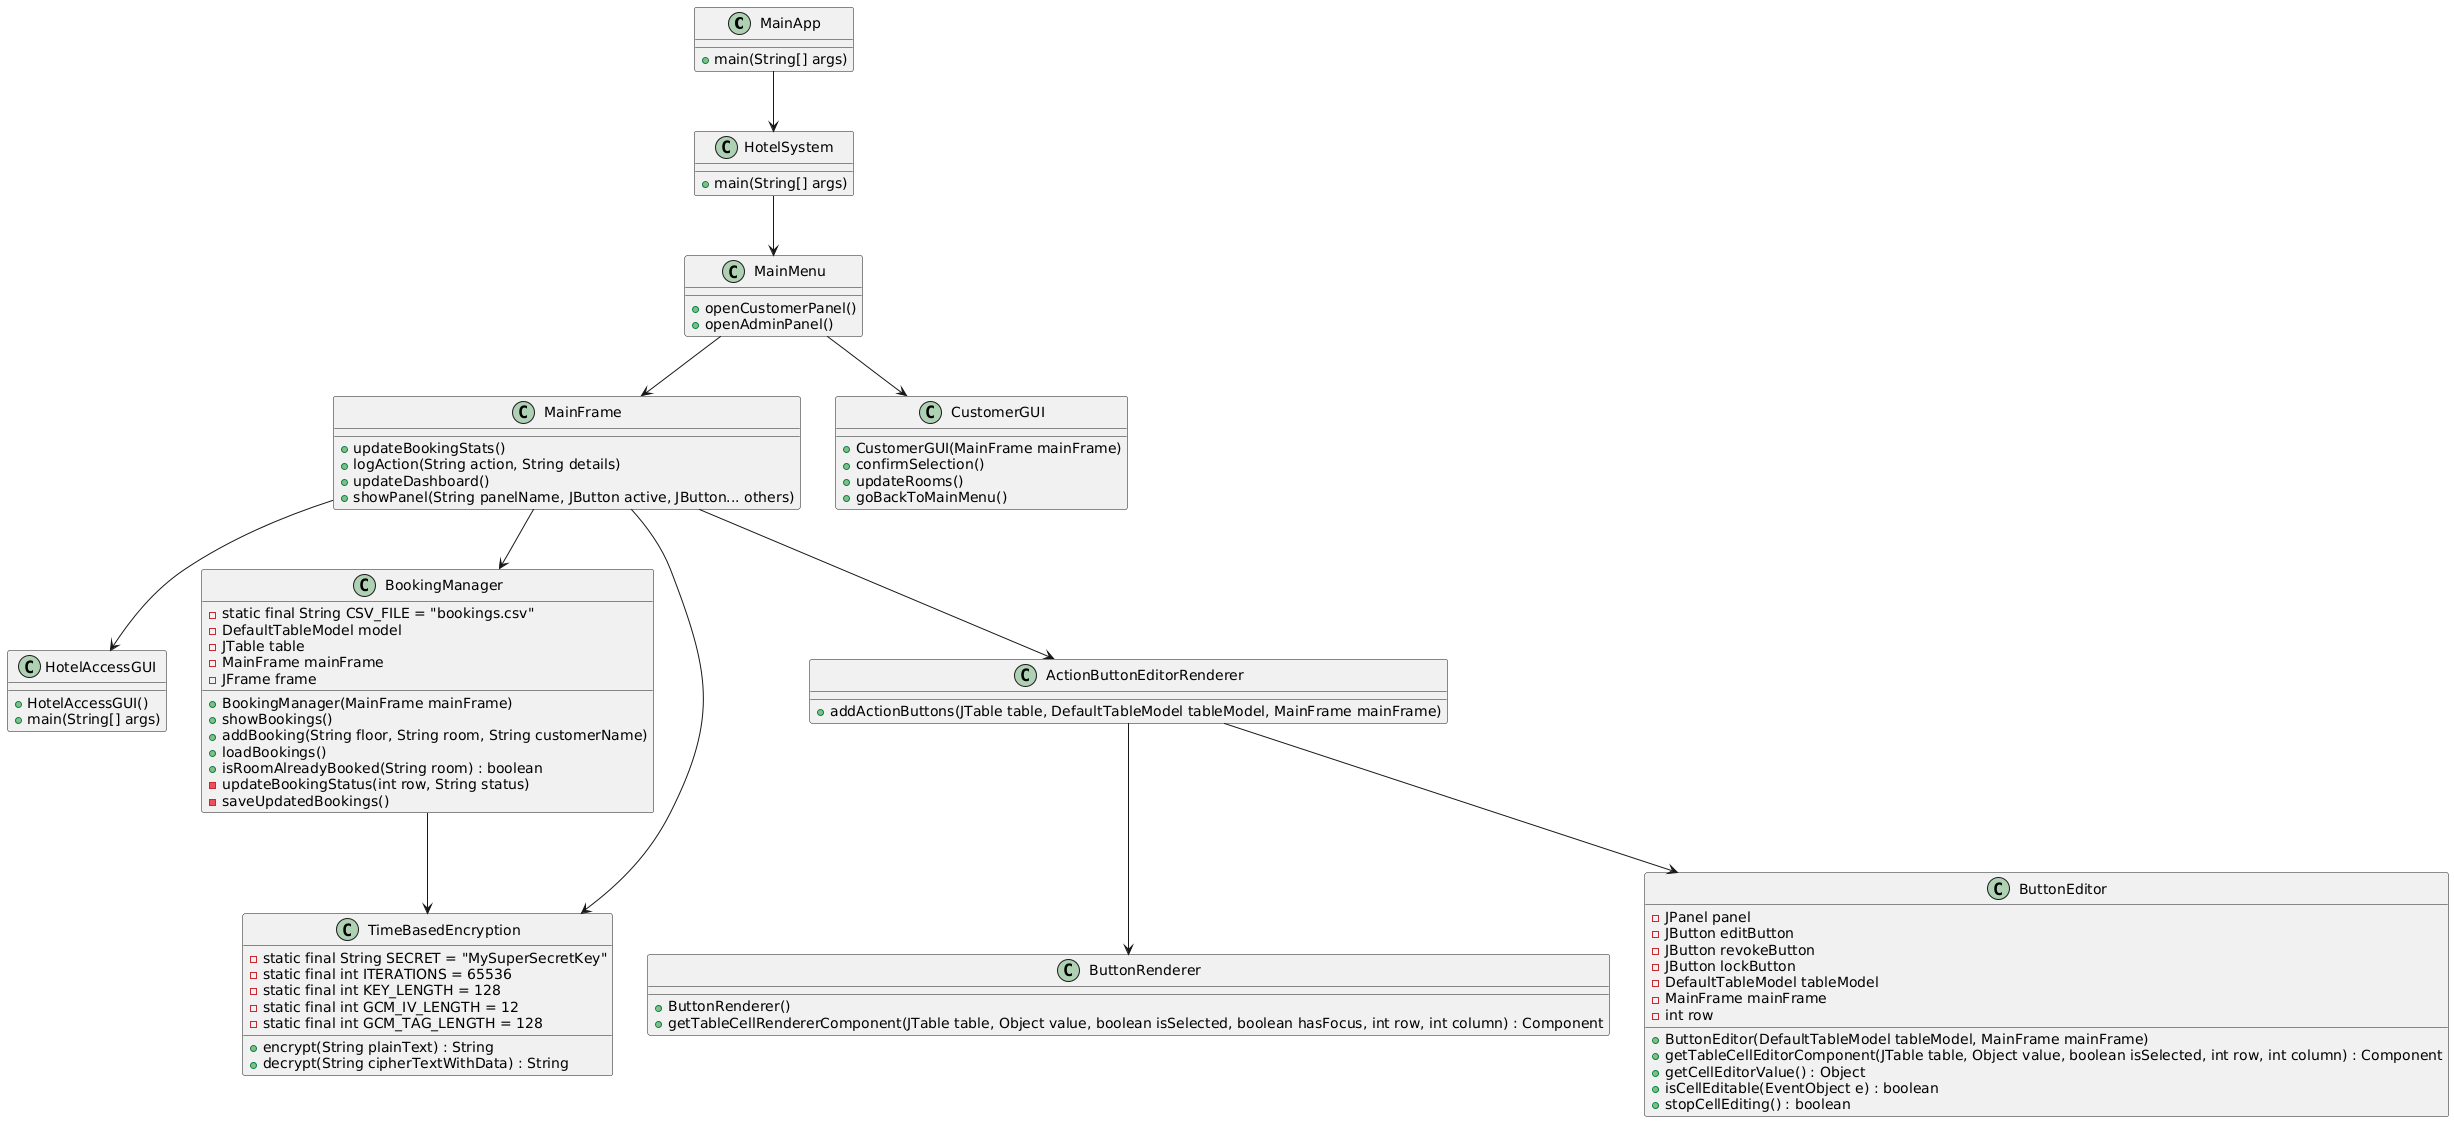 C MainApp
main(String[] args)
C HotelSystem
main(String[] args)
C MainMenu
openCustomerPanel()
openAdminPanel()
C MainFrame
updateBookingStats()
logAction(String action, String details)
updateDashboard()
showPanel(String panelName, JButton active, JButton... others)
C CustomerGUI
CustomerGUI(MainFrame mainFrame)
confirmSelection()
updateRooms()
goBackToMainMenu()
C HotelAccessGUI
HotelAccessGUI()
main(String[] args)
C BookingManager
static final String CSV_FILE = "bookings.csv"
DefaultTableModel model
JTable table
MainFrame mainFrame
JFrame frame
BookingManager(MainFrame mainFrame)
showBookings()
addBooking(String floor, String room, String customerName)
loadBookings()
isRoomAlreadyBooked(String room) : boolean
updateBookingStatus(int row, String status)
saveUpdatedBookings()
C ActionButtonEditorRenderer
addActionButtons(JTable table, DefaultTableModel tableModel, MainFrame mainFrame)
C TimeBasedEncryption
static final String SECRET = "MySuperSecretKey"
static final int ITERATIONS = 65536
static final int KEY_LENGTH = 128
static final int GCM_IV_LENGTH = 12
static final int GCM_TAG_LENGTH = 128
encrypt(String plainText) : String
decrypt(String cipherTextWithData) : String
C ButtonRenderer
ButtonRenderer()
getTableCellRendererComponent(JTable table, Object value, boolean isSelected, boolean hasFocus, int row, int column) : Component
C ButtonEditor
JPanel panel
JButton editButton
JButton revokeButton
JButton lockButton
DefaultTableModel tableModel
MainFrame mainFrame
int row
ButtonEditor(DefaultTableModel tableModel, MainFrame mainFrame)
getTableCellEditorComponent(JTable table, Object value, boolean isSelected, int row, int column) : Component
getCellEditorValue() : Object
isCellEditable(EventObject e) : boolean
stopCellEditing() : boolean